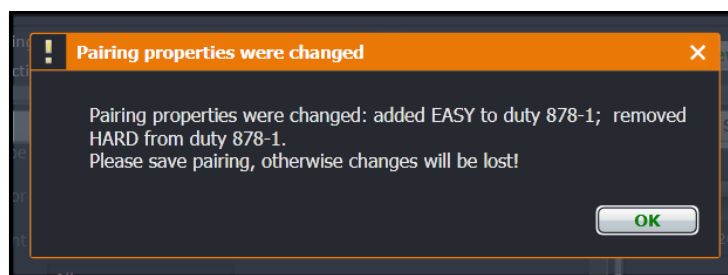 Pairing properties were changed
Pairing properties were changed: added EASY to duty 878-1;  removed
HARD from duty 878-1.
Please save pairing, otherwise changes will be lost!
OK